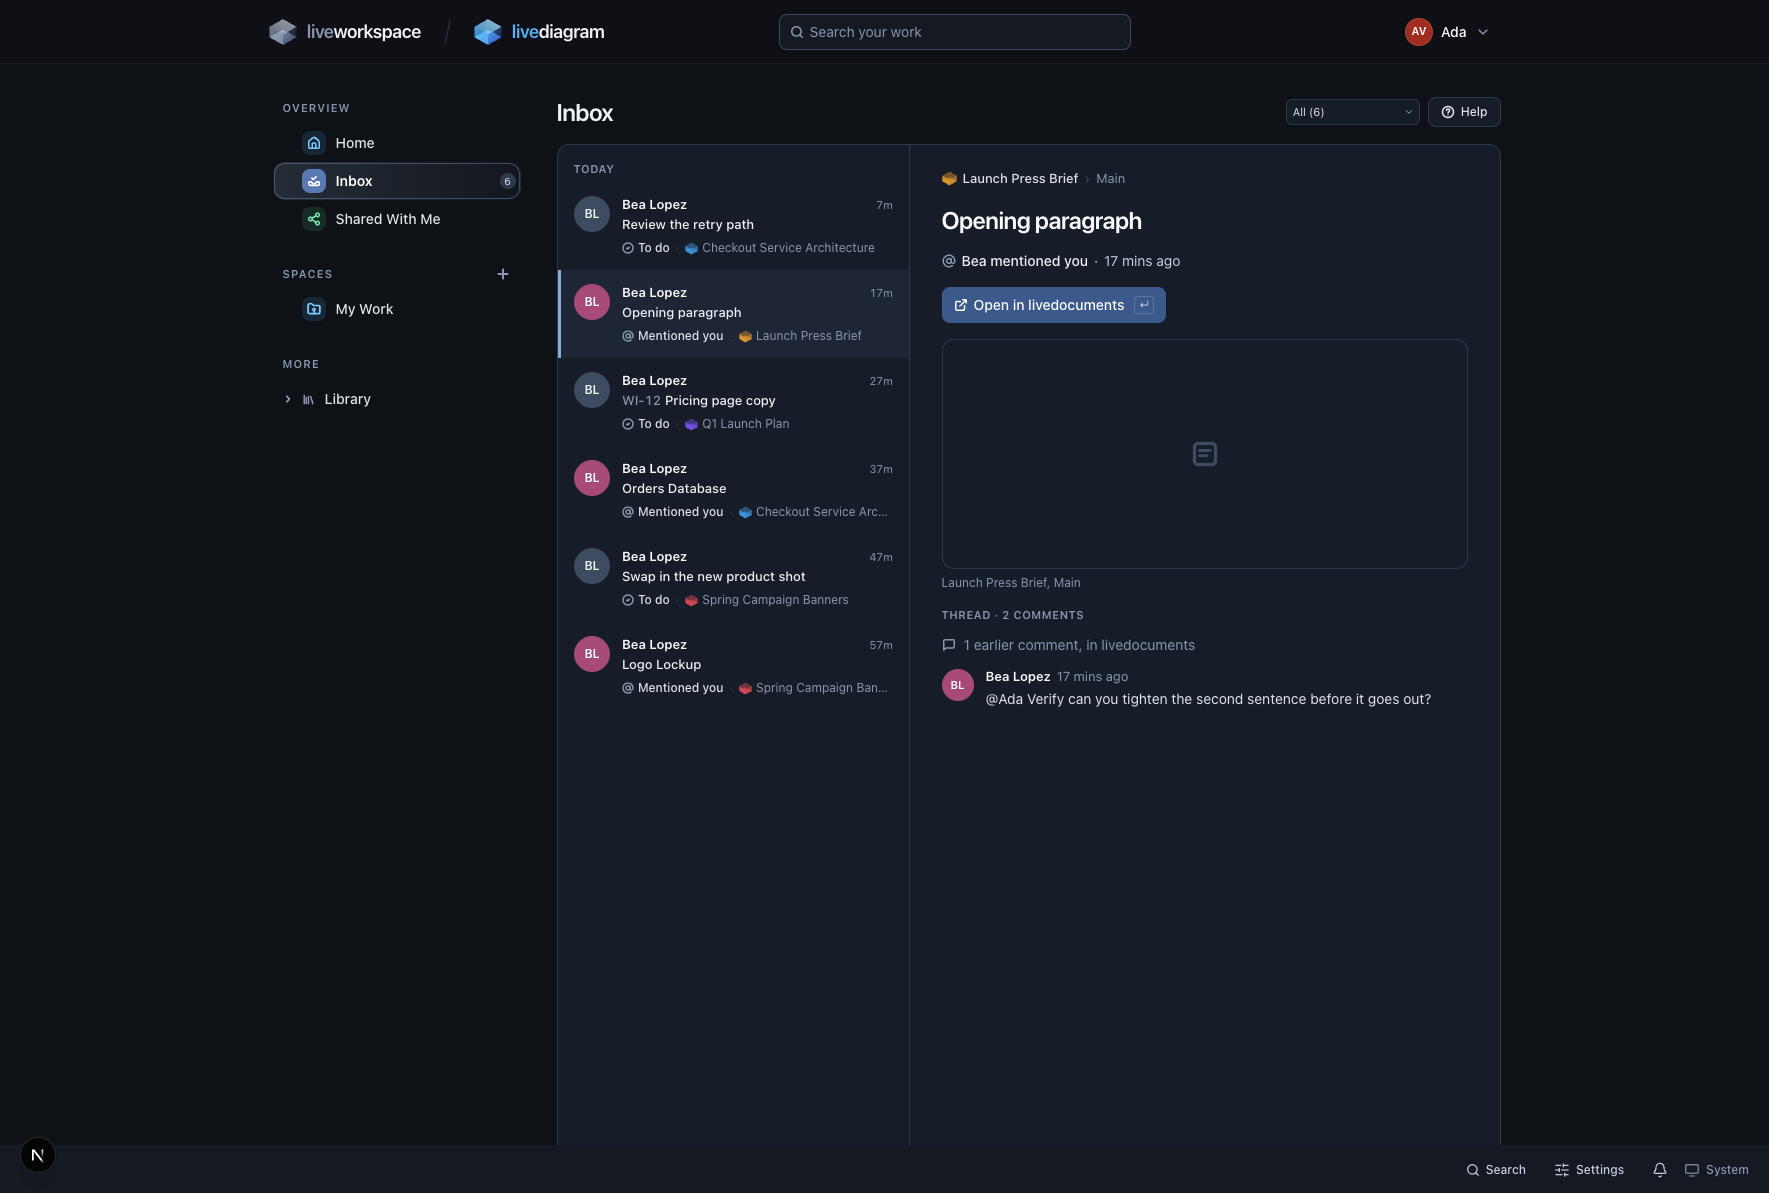 liveworkspace / livediagram
Search your work
AV Ada
OVERVIEW
Home
Inbox 6
Shared With Me
SPACES +
My Work
MORE
Library
Inbox
All (6)
Help
TODAY
BL Bea Lopez 7m
Review the retry path
To do · Checkout Service Architecture
BL Bea Lopez 17m
Opening paragraph
@ Mentioned you · Launch Press Brief
BL Bea Lopez 27m
WI-12 Pricing page copy
To do · Q1 Launch Plan
BL Bea Lopez 37m
Orders Database
@ Mentioned you · Checkout Service Arc...
BL Bea Lopez 47m
Swap in the new product shot
To do · Spring Campaign Banners
BL Bea Lopez 57m
Logo Lockup
@ Mentioned you · Spring Campaign Ban...
Launch Press Brief › Main
Opening paragraph
@ Bea mentioned you · 17 mins ago
Open in livedocuments ↵
Launch Press Brief, Main
THREAD · 2 COMMENTS
1 earlier comment, in livedocuments
BL Bea Lopez 17 mins ago
@Ada Verify can you tighten the second sentence before it goes out?
N
Search
Settings
System